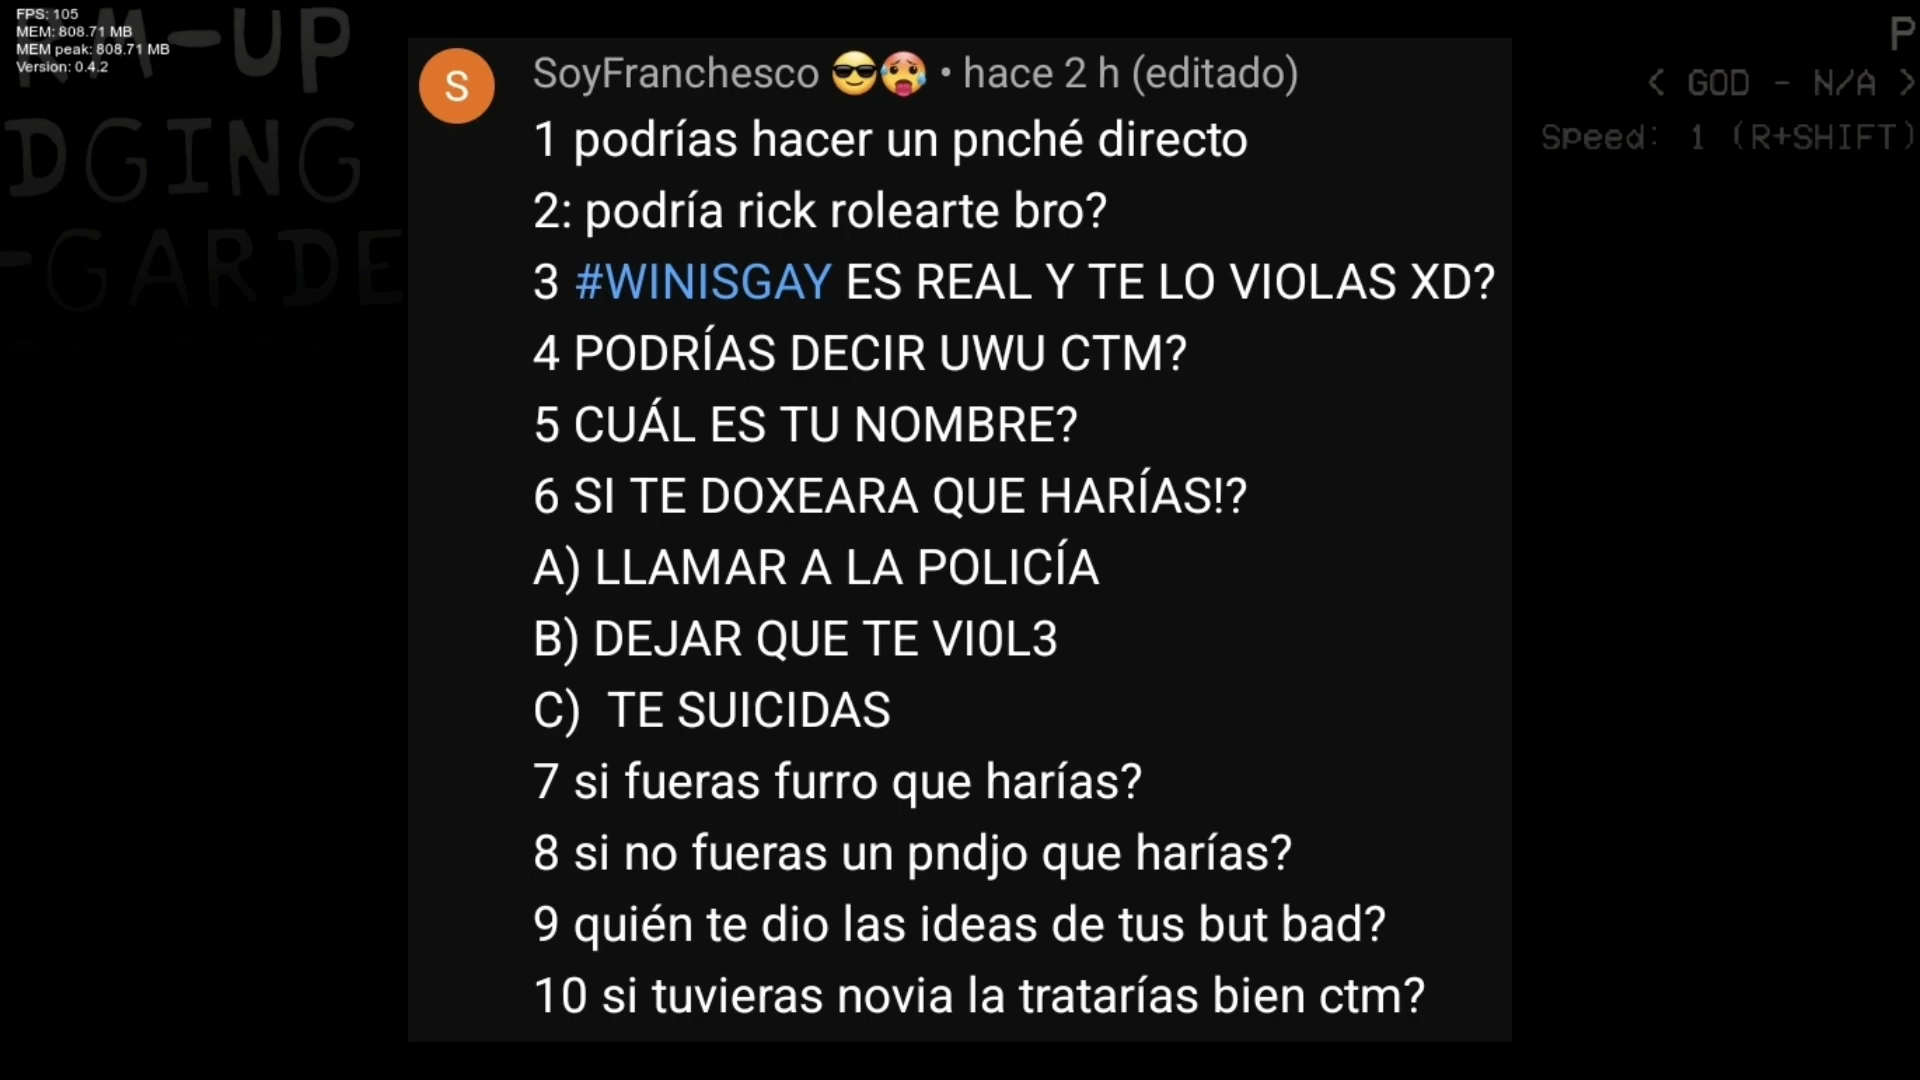 FPS: 105
MEM: 808.71 MB
MEM peak: 808.71 MB
Version: 0.4.2
RM-UP
DGING
-GARDE
P
< GOD - N/A >
Speed: 1 (R+SHIFT)
S
SoyFranchesco 😎🥵 • hace 2 h (editado)
1 podrías hacer un pnché directo
2: podría rick rolearte bro?
3 #WINISGAY ES REAL Y TE LO VIOLAS XD?
4 PODRÍAS DECIR UWU CTM?
5 CUÁL ES TU NOMBRE?
6 SI TE DOXEARA QUE HARÍAS!?
A) LLAMAR A LA POLICÍA
B) DEJAR QUE TE VI0L3
C) TE SUICIDAS
7 si fueras furro que harías?
8 si no fueras un pndjo que harías?
9 quién te dio las ideas de tus but bad?
10 si tuvieras novia la tratarías bien ctm?